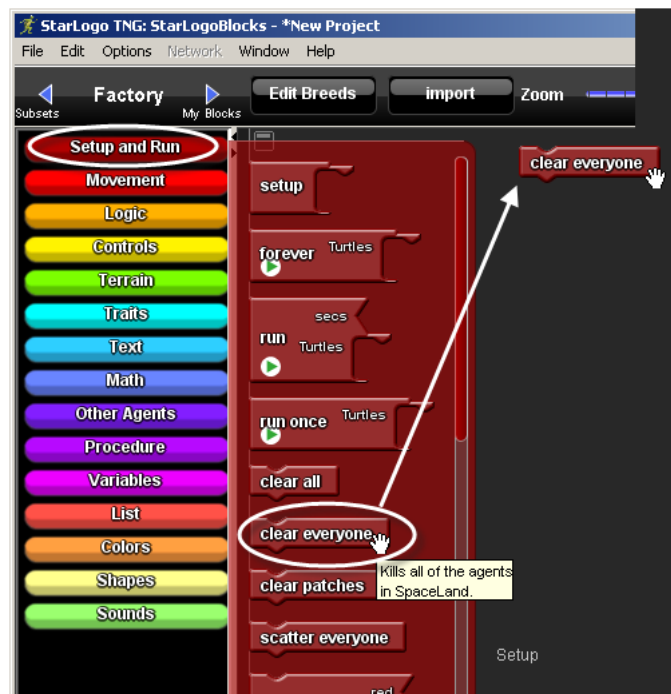 StarLogo TNG: StarLogoBlocks - *New Project
File Edit Options Network Window Help
Factory
Subsets
My Blocks
Edit Breeds
import
Zoom
Setup and Run
Movement
Logic
Controls
Terrain
Traits
Text
Math
Other Agents
Procedure
Variables
List
Colors
Shapes
Sounds
setup
forever Turtles
secs
run
Turtles
run once Turtles
clear all
clear everyone
Kills all of the agents
in SpaceLand.
clear patches
scatter everyone
red
clear everyone
Setup